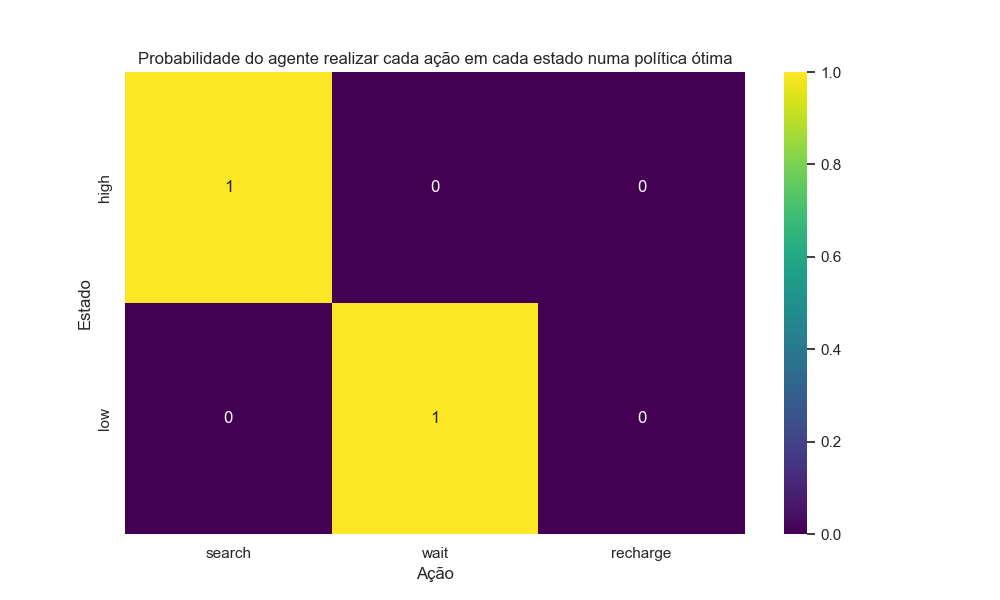 Probabilidade do agente realizar cada ação em cada estado numa política ótima
1.0
high
1
0
0
0.8
0.6
Estado
0.4
low
0
1
0
0.2
0.0
search
wait
recharge
Ação